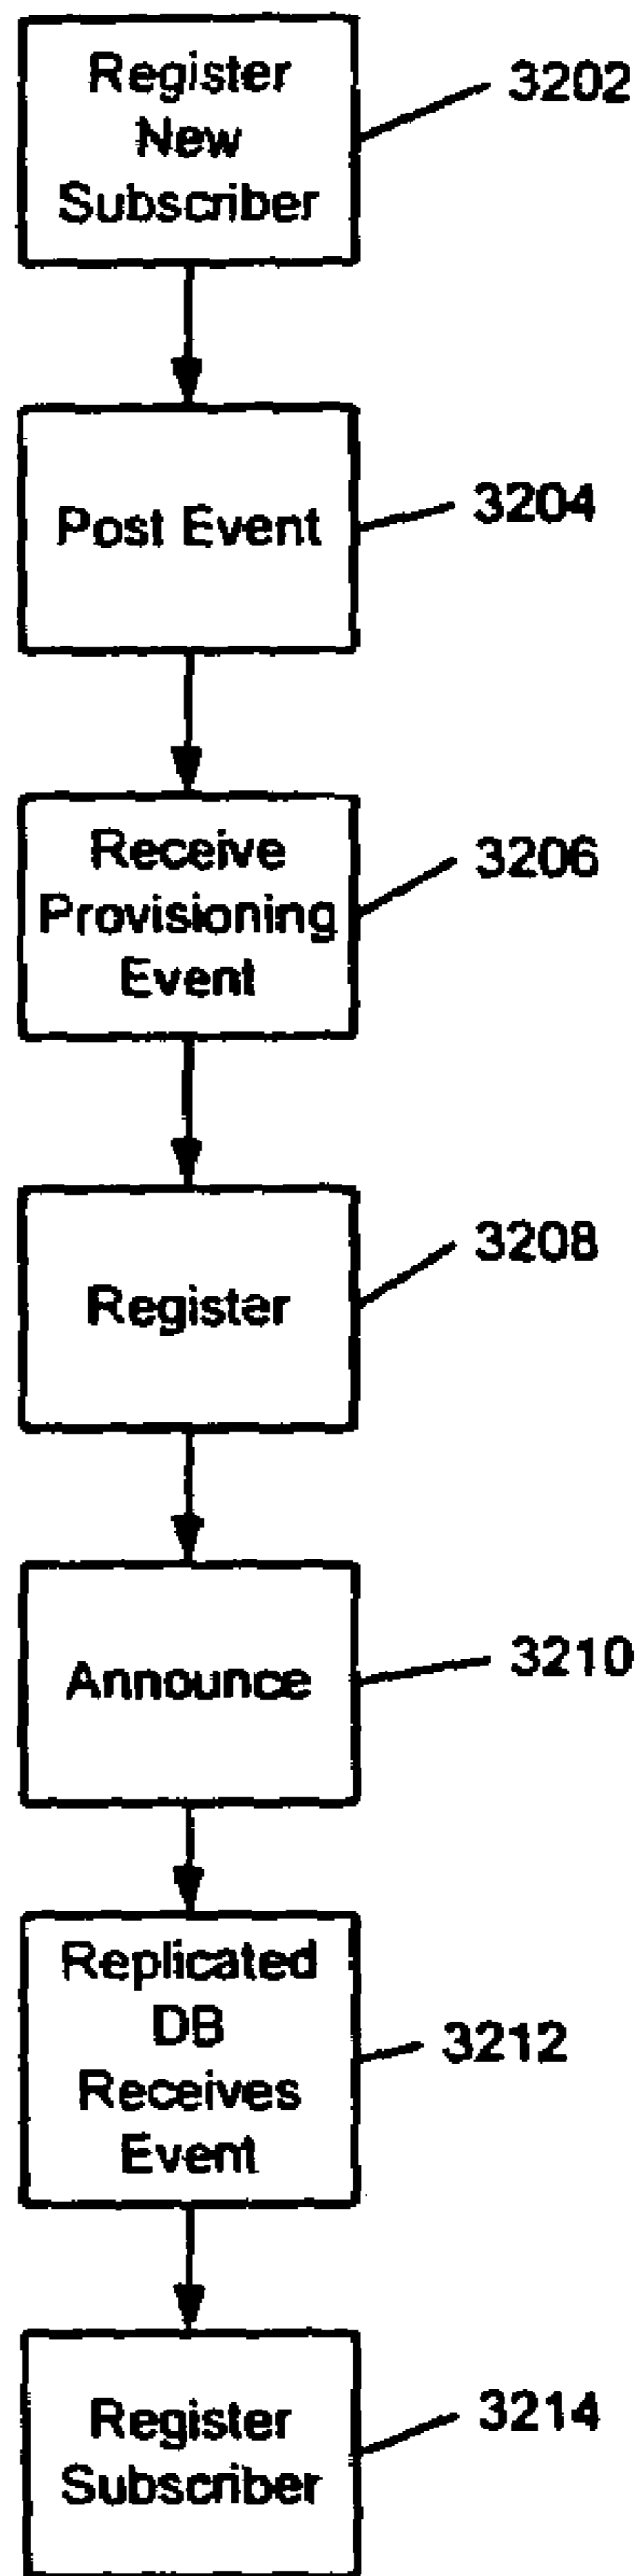 Register
New
Subscriber
3202
Post Event
3204
Receive
Provisioning
Event
3206
Register
3208
Announce
3210
Replicated
DB
Receives
Event
3212
Register
Subscriber
3214